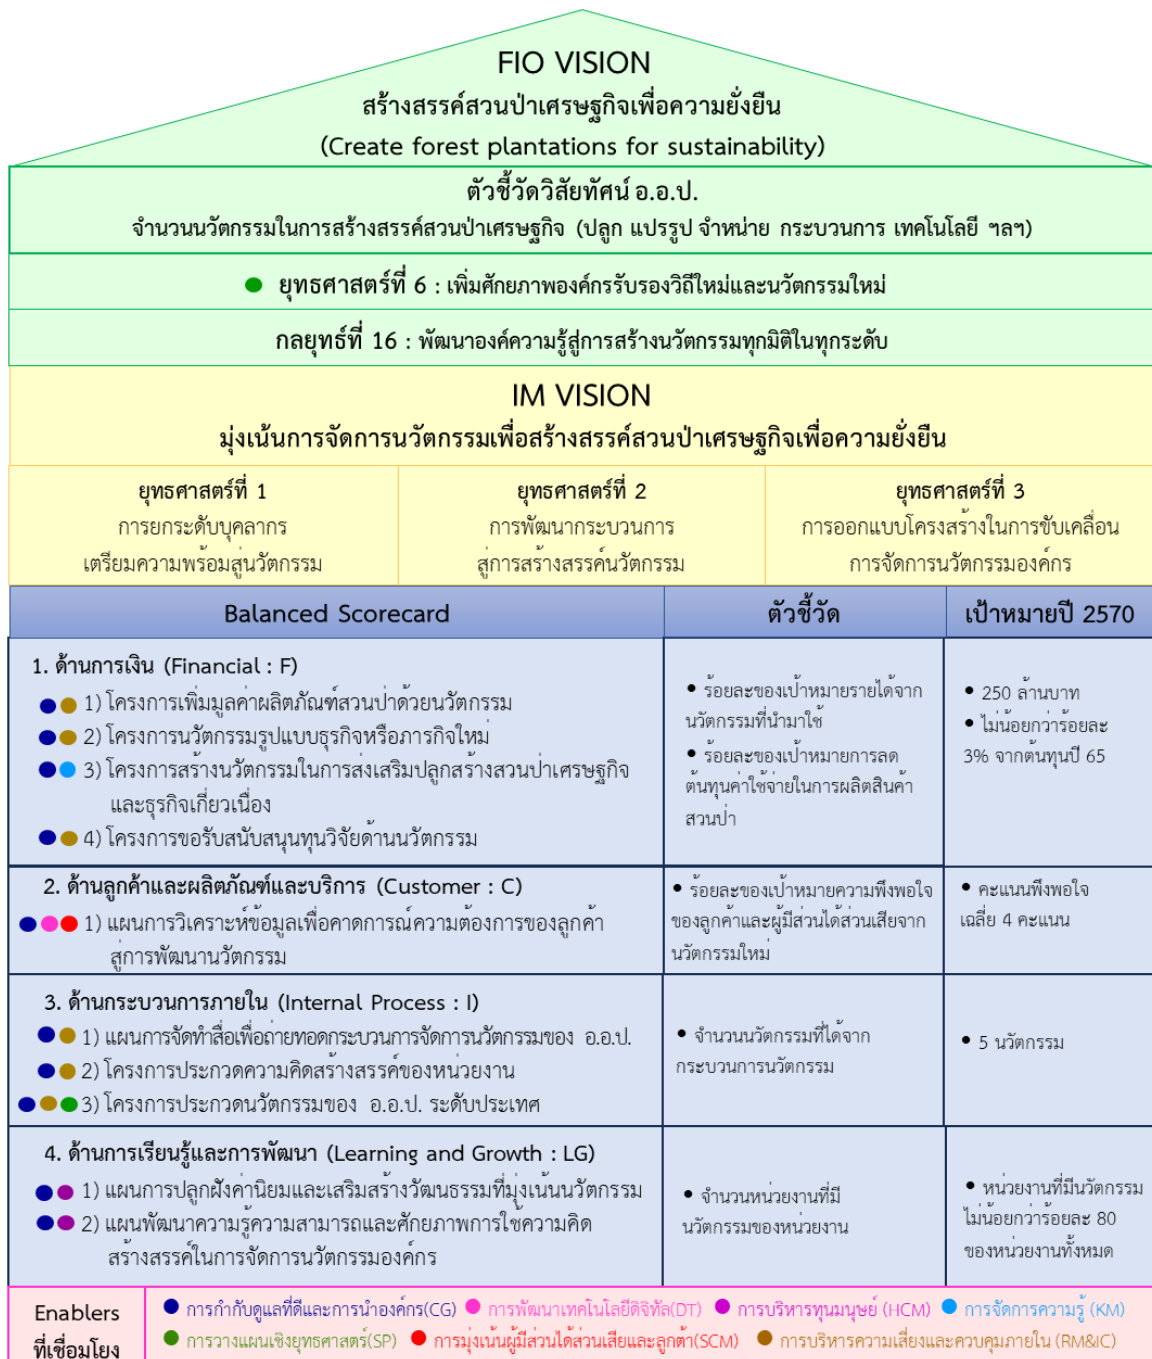 FIO VISION
สร้างสรรค์สวนป่าเศรษฐกิจเพื่อความยั่งยืน
(Create forest plantations for sustainability)
ตัวชี้วัดวิสัยทัศน์ อ.อ.ป.
จำนวนนวัตกรรมในการสร้างสรรค์สวนป่าเศรษฐกิจ (ปลูก แปรรูป จำหน่าย กระบวนการ เทคโนโลยี ฯลฯ)
ยุทธศาสตร์ที่ 6 : เพิ่มศักยภาพองค์กรรับรองวิถีใหม่และนวัตกรรมใหม่
กลยุทธ์ที่ 16 : พัฒนาองค์ความรู้สู่การสร้างนวัตกรรมทุกมิติในทุกระดับ
IM VISION
มุ่งเน้นการจัดการนวัตกรรมเพื่อสร้างสรรค์สวนป่าเศรษฐกิจเพื่อความยั่งยืน
ยุทธศาสตร์ที่ 1
การยกระดับบุคลากร
เตรียมความพร้อมสู่นวัตกรรม
ยุทธศาสตร์ที่ 2
การพัฒนากระบวนการ
สู่การสร้างสรรค์นวัตกรรม
ยุทธศาสตร์ที่ 3
การออกแบบโครงสร้างในการขับเคลื่อน
การจัดการนวัตกรรมองค์กร
Balanced Scorecard
ตัวชี้วัด
เป้าหมายปี 2570
1. ด้านการเงิน (Financial : F)
1) โครงการเพิ่มมูลค่าผลิตภัณฑ์สวนป่าด้วยนวัตกรรม
2) โครงการนวัตกรรมรูปแบบธุรกิจหรือภารกิจใหม่
3) โครงการสร้างนวัตกรรมในการส่งเสริมปลูกสร้างสวนป่าเศรษฐกิจ
และธุรกิจเกี่ยวเนื่อง
4) โครงการขอรับสนับสนุนทุนวิจัยด้านนวัตกรรม
• ร้อยละของเป้าหมายรายได้จาก
นวัตกรรมที่นำมาใช้
• ร้อยละของเป้าหมายการลด
ต้นทุนค่าใช้จ่ายในการผลิตสินค้า
สวนป่า
• 250 ล้านบาท
• ไม่น้อยกว่าร้อยละ
3% จากต้นทุนปี 65
2. ด้านลูกค้าและผลิตภัณฑ์และบริการ (Customer : C)
1) แผนการวิเคราะห์ข้อมูลเพื่อคาดการณ์ความต้องการของลูกค้า
สู่การพัฒนานวัตกรรม
• ร้อยละของเป้าหมายความพึงพอใจ
ของลูกค้าและผู้มีส่วนได้ส่วนเสียจาก
นวัตกรรมใหม่
• คะแนนพึงพอใจ
เฉลี่ย 4 คะแนน
3. ด้านกระบวนการภายใน (Internal Process : I)
1) แผนการจัดทำสื่อเพื่อถ่ายทอดกระบวนการจัดการนวัตกรรมของ อ.อ.ป.
2) โครงการประกวดความคิดสร้างสรรค์ของหน่วยงาน
3) โครงการประกวดนวัตกรรมของ อ.อ.ป. ระดับประเทศ
• จำนวนนวัตกรรมที่ได้จาก
กระบวนการนวัตกรรม
• 5 นวัตกรรม
4. ด้านการเรียนรู้และการพัฒนา (Learning and Growth : LG)
1) แผนการปลูกฝังค่านิยมและเสริมสร้างวัฒนธรรมที่มุ่งเน้นนวัตกรรม
2) แผนพัฒนาความรู้ความสามารถและศักยภาพการใช้ความคิด
สร้างสรรค์ในการจัดการนวัตกรรมองค์กร
• จำนวนหน่วยงานที่มี
นวัตกรรมของหน่วยงาน
• หน่วยงานที่มีนวัตกรรม
ไม่น้อยกว่าร้อยละ 80
ของหน่วยงานทั้งหมด
Enablers
ที่เชื่อมโยง
การกำกับดูแลที่ดีและการนำองค์กร(CG) การพัฒนาเทคโนโลยีดิจิทัล(DT) การบริหารทุนมนุษย์ (HCM) การจัดการความรู้ (KM)
การวางแผนเชิงยุทธศาสตร์(SP) การมุ่งเน้นผู้มีส่วนได้ส่วนเสียและลูกต้า(SCM) การบริหารความเสี่ยงและควบคุมภายใน (RM&IC)